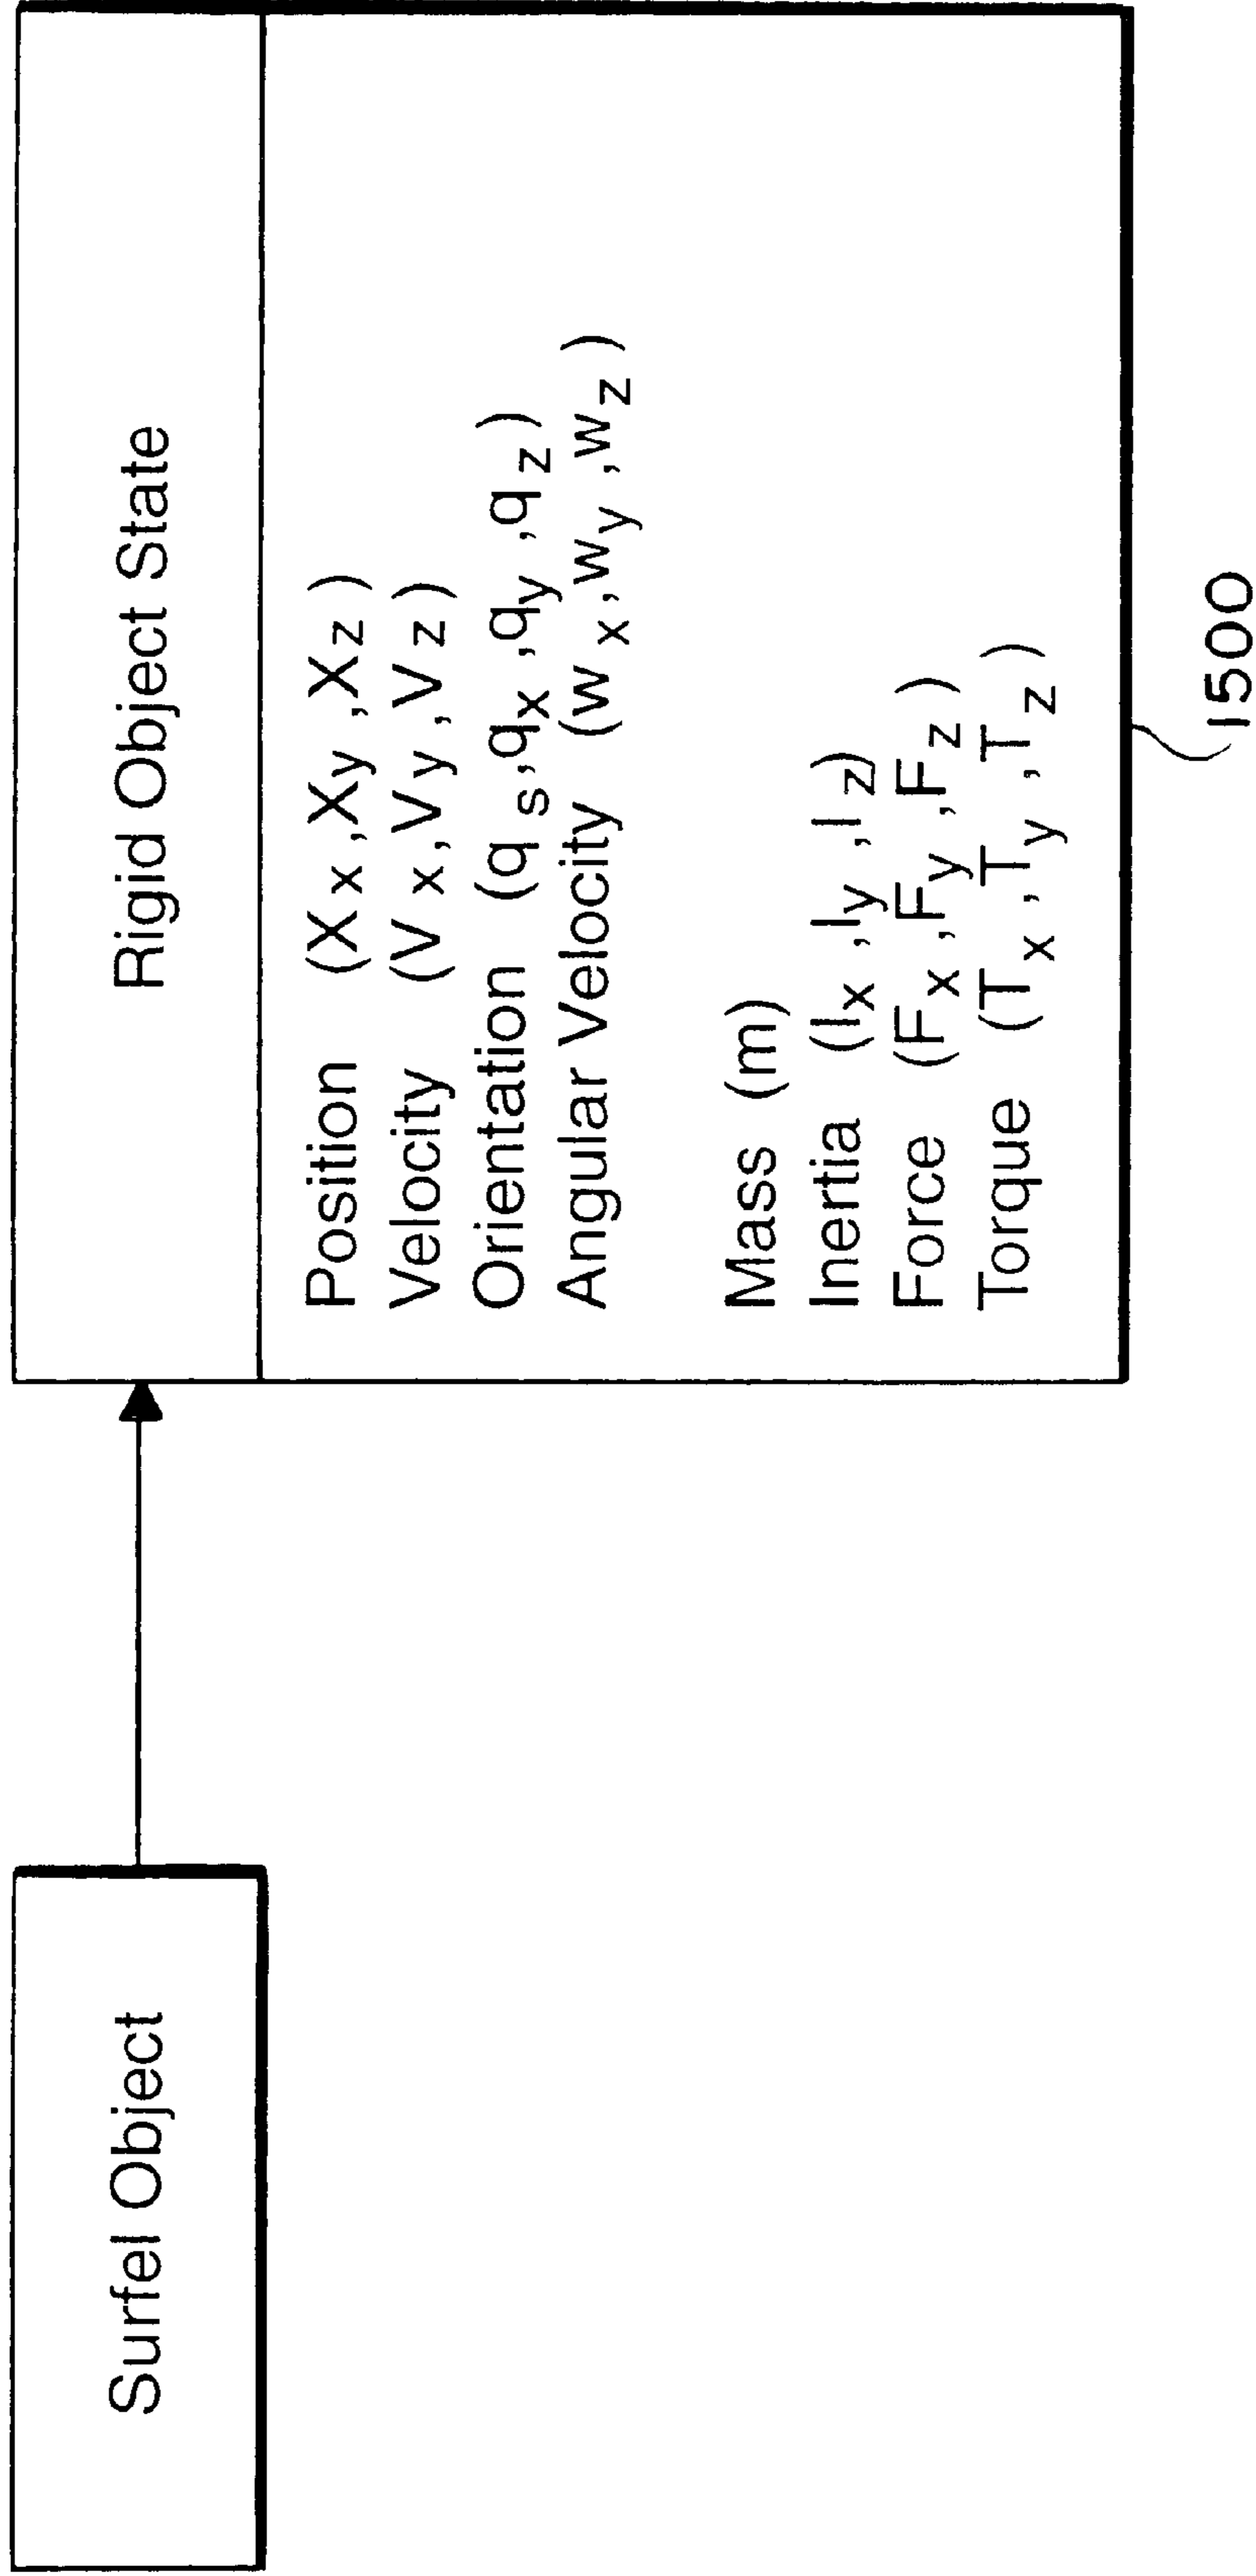 Surfel Object
Rigid Object State
Position (Xx,Xy,Xz)
Velocity (Vx,Vy,Vz)
Orientation (qs,qx,qy,qz)
Angular Velocity (wx,wy,wz)
Mass (m)
Inertia (Ix,Iy,Iz)
Force (Fx,Fy,Fz)
Torque (Tx,Ty,Tz)
1500